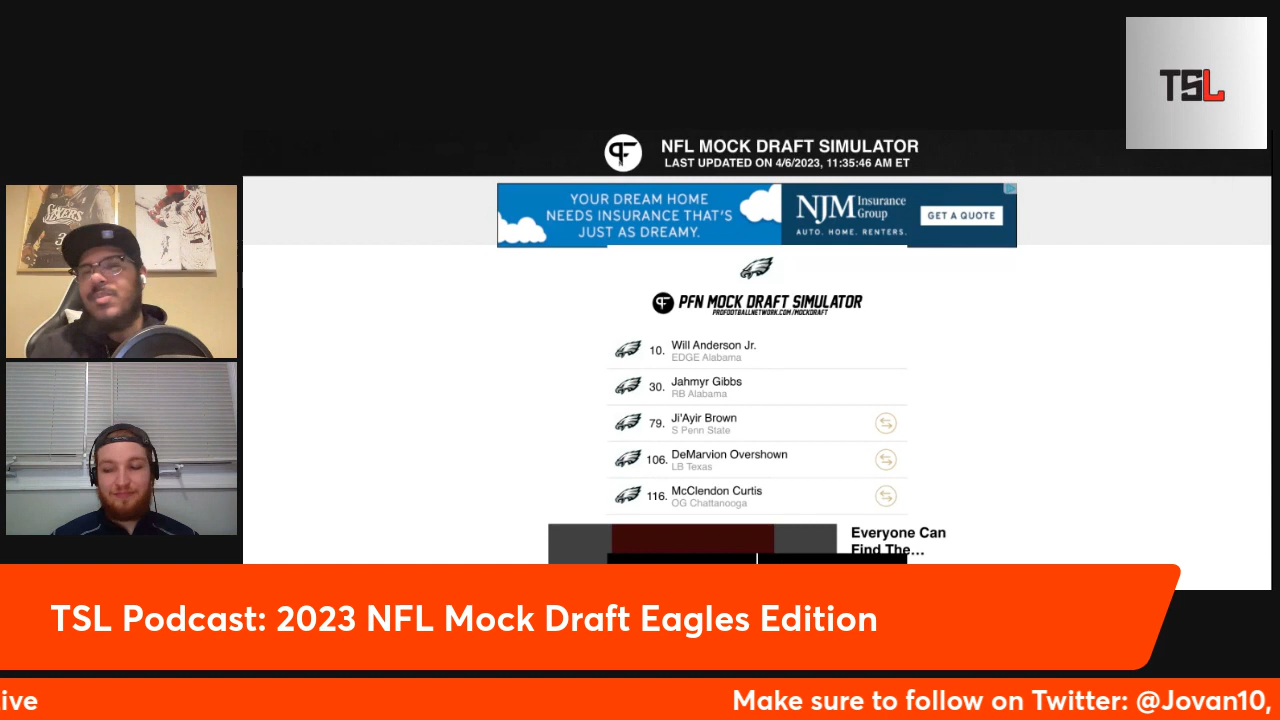 TSL
NFL MOCK DRAFT SIMULATOR
LAST UPDATED ON 4/6/2023, 11:35:46 AM ET
YOUR DREAM HOME
NEEDS INSURANCE THAT'S
JUST AS DREAMY.
NJM Insurance Group
AUTO. HOME. RENTERS.
GET A QUOTE
PFN MOCK DRAFT SIMULATOR
PROFOOTBALLNETWORK.COM/MOCKDRAFT
10. Will Anderson Jr.
EDGE Alabama
30. Jahmyr Gibbs
RB Alabama
79. Ji'Ayir Brown
S Penn State
106. DeMarvion Overshown
LB Texas
116. McClendon Curtis
OG Chattanooga
Everyone Can
Find The...
TSL Podcast: 2023 NFL Mock Draft Eagles Edition
ive
Make sure to follow on Twitter: @Jovan10,